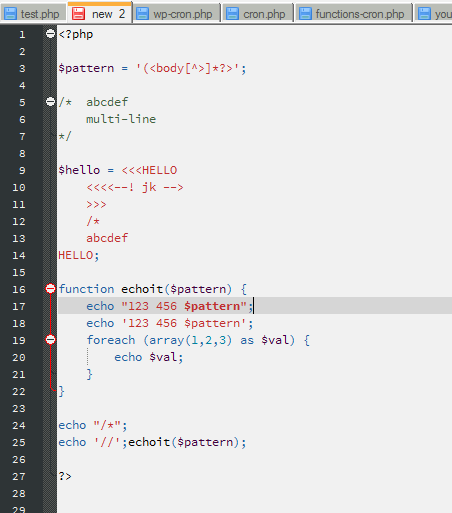 test.php new 2 wp-cron.php cron.php functions-cron.php you
1 <?php
2
3 $pattern = '(<body[^>]*?>';
4
5 /* abcdef
6 multi-line
7 */
8
9 $hello = <<<HELLO
10 <<<<--! jk -->
11 >>>
12 /*
13 abcdef
14 HELLO;
15
16 function echoit($pattern) {
17 echo "123 456 $pattern";
18 echo '123 456 $pattern';
19 foreach (array(1,2,3) as $val) {
20 echo $val;
21 }
22 }
23
24 echo "/*";
25 echo '//';echoit($pattern);
26
27 ?>
28
29